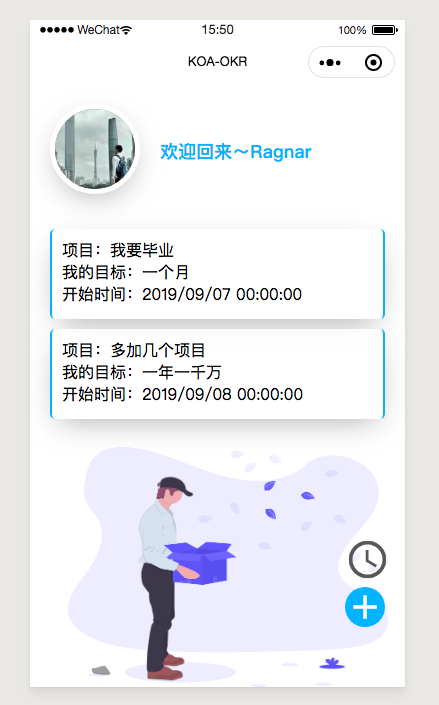 WeChat 15:50 100%
KOA-OKR
欢迎回来～Ragnar
项目：我要毕业
我的目标：一个月
开始时间：2019/09/07 00:00:00
项目：多加几个项目
我的目标：一年一千万
开始时间：2019/09/08 00:00:00